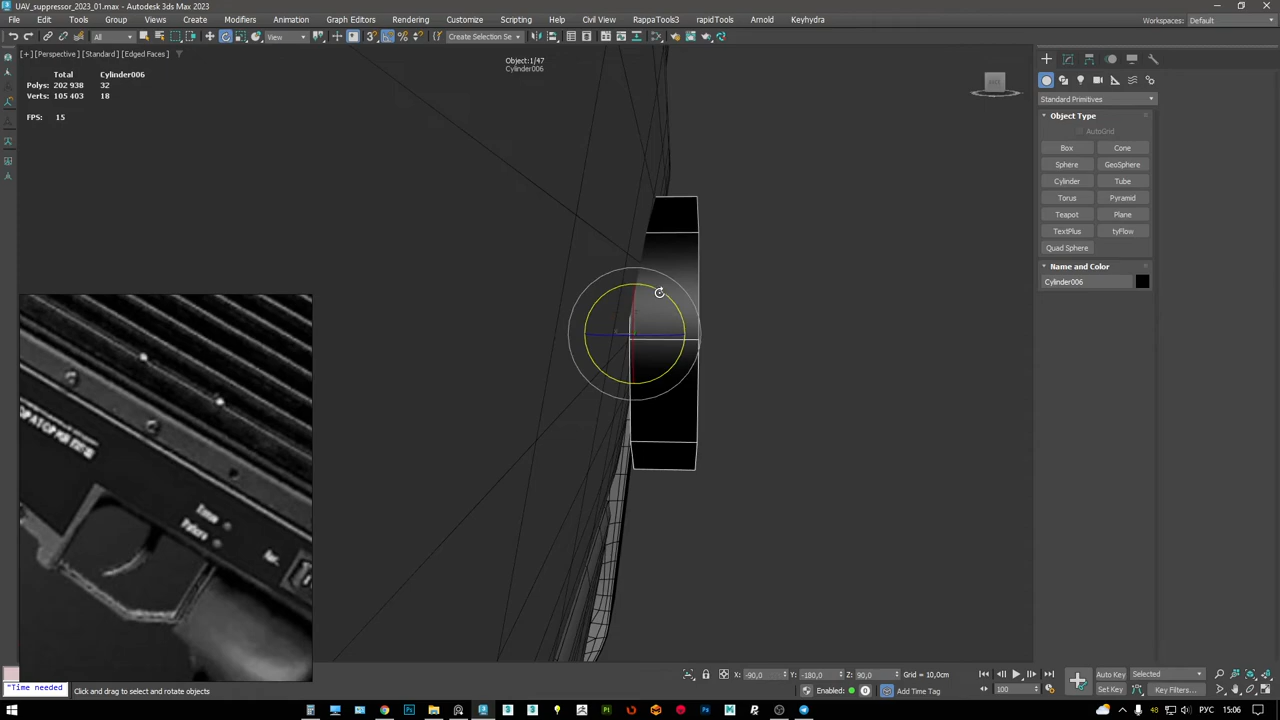 UAV_suppressor_2023_01.max - Autodesk 3ds Max 2023
File Edit Tools Group Views Create Modifiers Animation Graph Editors Rendering Customize Scripting Civil View RappaTools3 rapidTools Arnold Keyhydra
Workspaces: Default
All View Create Selection Se
[+] [Perspective] [Standard] [Edged Faces]
Object:1/47
Cylinder006
Total Cylinder006
Polys: 202 938 32
Verts: 105 403 18
FPS: 15
Standard Primitives
Object Type
AutoGrid
Box Cone
Sphere GeoSphere
Cylinder Tube
Torus Pyramid
Teapot Plane
TextPlus tyFlow
Quad Sphere
Name and Color
Cylinder006
X: -90,0 Y: -180,0 Z: 90,0 Grid = 10,0cm
Auto Key Selected
"Time needed Click and drag to select and rotate objects
Enabled: Add Time Tag
100 Set Key Key Filters...
РУС 15:06